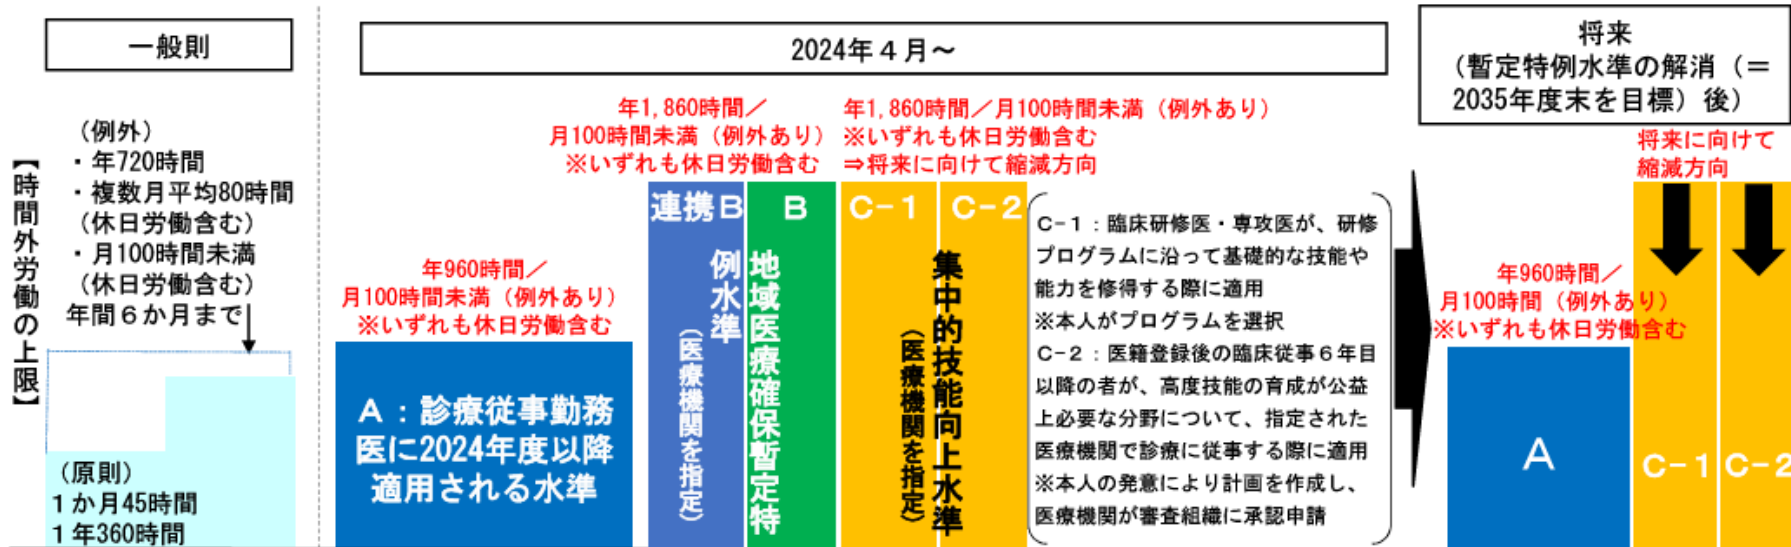 一般則
2024年４月～
将来
（暫定特例水準の解消（＝
2035年度末を目標）後）
【時間外労働の上限】
（例外）
・年720時間
・複数月平均80時間
（休日労働含む）
・月100時間未満
（休日労働含む）
年間６か月まで
（原則）
１か月45時間
１年360時間
年960時間／
月100時間未満（例外あり）
※いずれも休日労働含む
A：診療従事勤務
医に2024年度以降
適用される水準
年1,860時間／
月100時間未満（例外あり）
※いずれも休日労働含む
連携B
B
地域医療確保暫定特
例水準
（医療機関を指定）
年1,860時間／月100時間未満（例外あり）
※いずれも休日労働含む
⇒将来に向けて縮減方向
C-1
C-2
集中的技能向上水準
（医療機関を指定）
C-1：臨床研修医・専攻医が、研修
プログラムに沿って基礎的な技能や
能力を修得する際に適用
※本人がプログラムを選択
C-2：医籍登録後の臨床従事６年目
以降の者が、高度技能の育成が公益
上必要な分野について、指定された
医療機関で診療に従事する際に適用
※本人の発意により計画を作成し、
医療機関が審査組織に承認申請
将来に向けて
縮減方向
年960時間／
月100時間（例外あり）
※いずれも休日労働含む
A
C-1
C-2